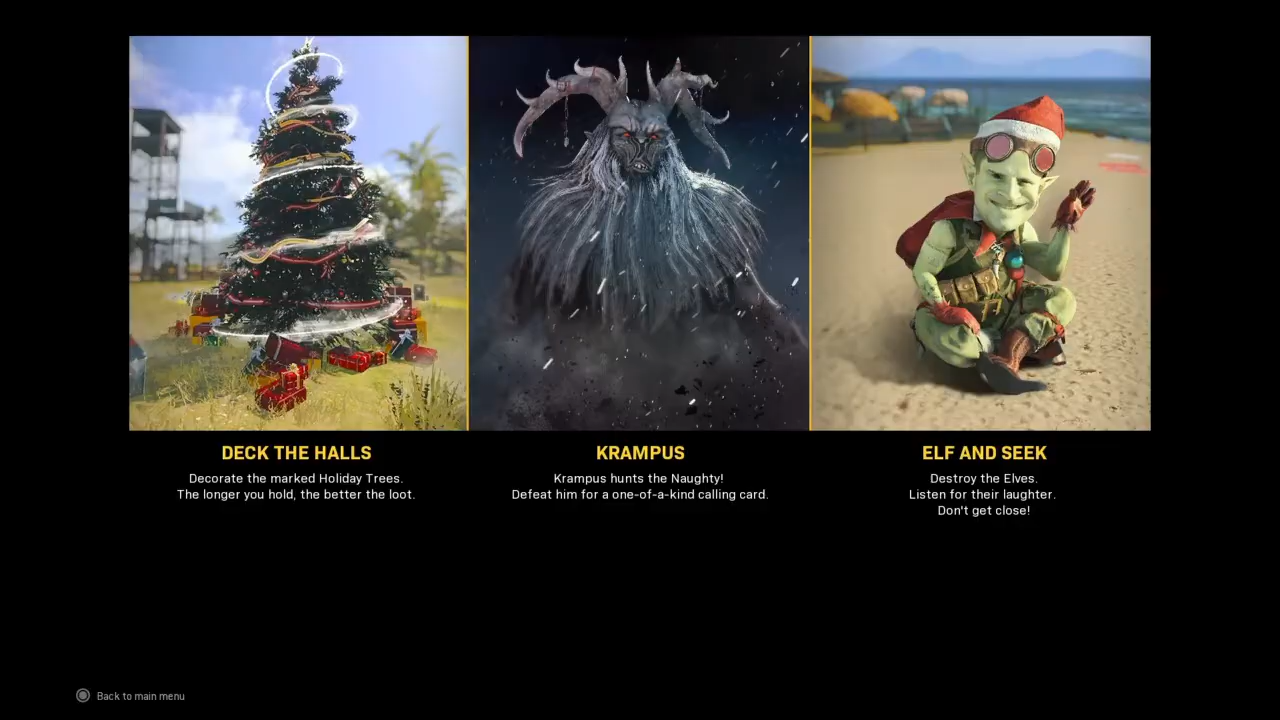 DECK THE HALLS
Decorate the marked Holiday Trees.
The longer you hold, the better the loot.
KRAMPUS
Krampus hunts the Naughty!
Defeat him for a one-of-a-kind calling card.
ELF AND SEEK
Destroy the Elves.
Listen for their laughter.
Don't get close!
Back to main menu